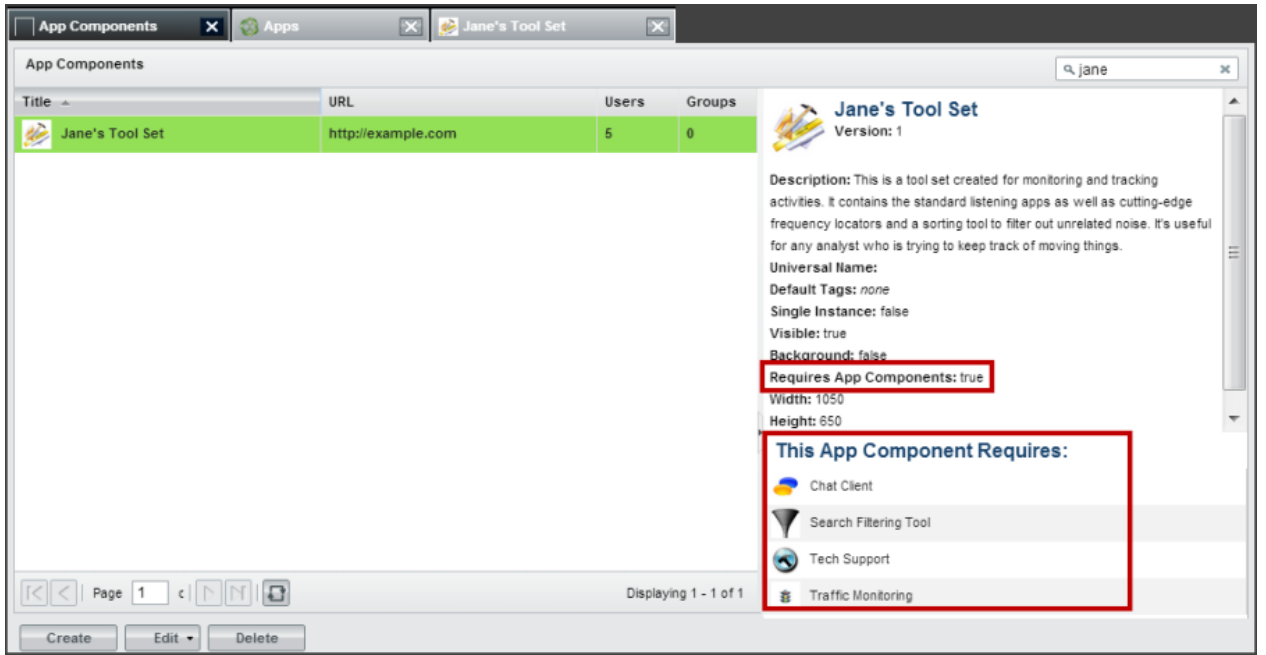 App Components
Apps
Jane's Tool Set
App Components
jane
Title URL Users Groups
Jane's Tool Set http://example.com 5 0
Jane's Tool Set
Version: 1
Description: This is a tool set created for monitoring and tracking
activities. It contains the standard listening apps as well as cutting-edge
frequency locators and a sorting tool to filter out unrelated noise. It's useful
for any analyst who is trying to keep track of moving things.
Universal Name:
Default Tags: none
Single Instance: false
Visible: true
Background: false
Requires App Components: true
Width: 1050
Height: 650
This App Component Requires:
Chat Client
Search Filtering Tool
Tech Support
Traffic Monitoring
Page 1 c
Displaying 1 - 1 of 1
Create Edit Delete